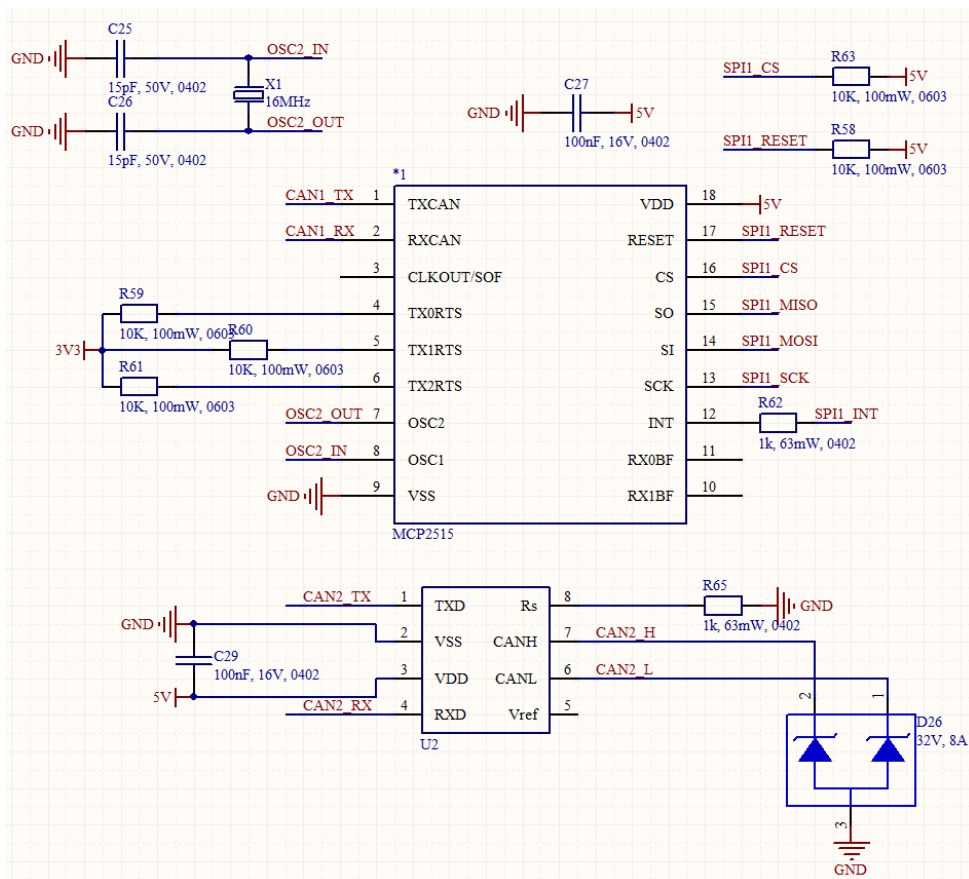 C25
GND
OSC2_IN
15pF, 50V, 0402
X1
16MHz
C26
GND
OSC2_OUT
15pF, 50V, 0402
C27
GND
5V
100nF, 16V, 0402
SPI1_CS
R63
5V
10K, 100mW, 0603
SPI1_RESET
R58
5V
10K, 100mW, 0603
*1
CAN1_TX 1 TXCAN
CAN1_RX 2 RXCAN
3 CLKOUT/SOF
4 TX0RTS
5 TX1RTS
6 TX2RTS
OSC2_OUT 7 OSC2
OSC2_IN 8 OSC1
GND 9 VSS
VDD 18 5V
RESET 17 SPI1_RESET
CS 16 SPI1_CS
SO 15 SPI1_MISO
SI 14 SPI1_MOSI
SCK 13 SPI1_SCK
INT 12 R62 SPI1_INT
1k, 63mW, 0402
RX0BF 11
RX1BF 10
MCP2515
R59
10K, 100mW, 0603
R60
3V3
10K, 100mW, 0603
R61
10K, 100mW, 0603
CAN2_TX 1 TXD
GND 2 VSS
C29
100nF, 16V, 0402
5V 3 VDD
CAN2_RX 4 RXD
Rs 8 R65 GND
1k, 63mW, 0402
CANH 7 CAN2_H
CANL 6 CAN2_L
Vref 5
U2
2
1
D26
32V, 8A
3
GND